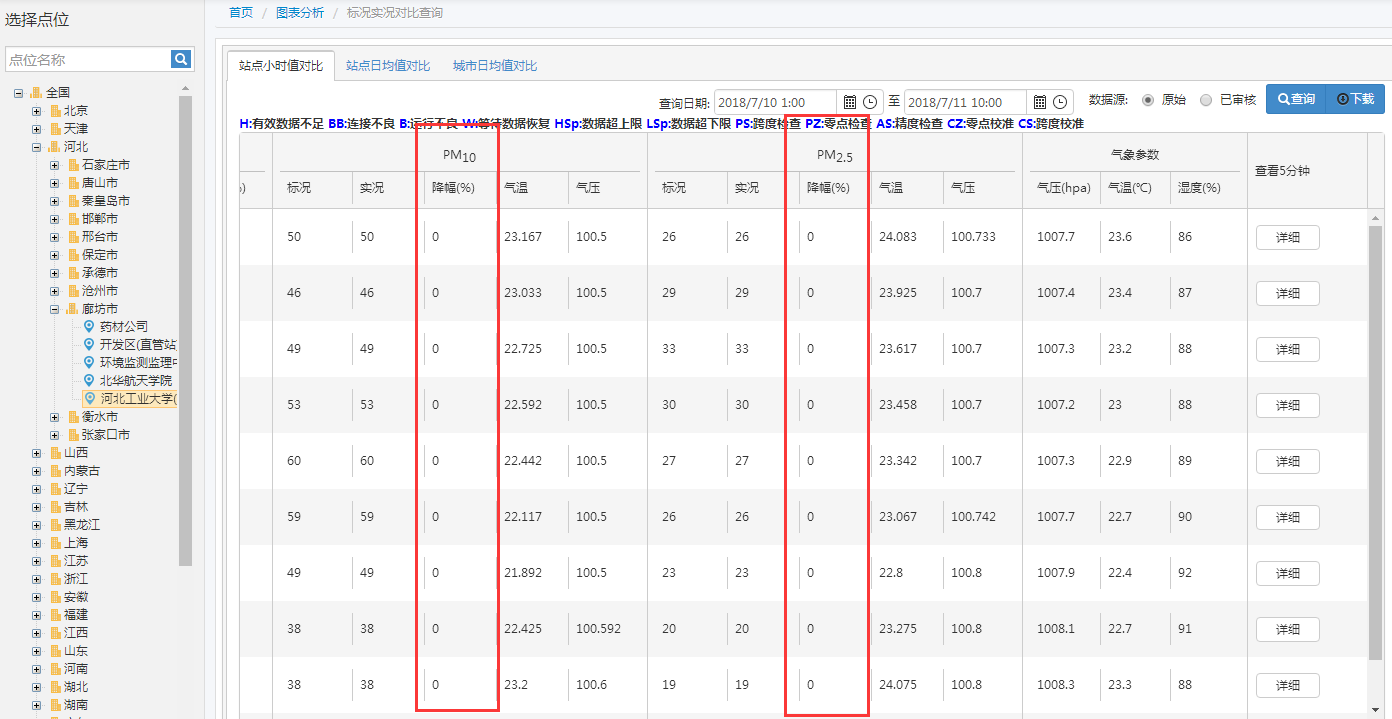 选择点位
点位名称
全国
北京
天津
河北
石家庄市
唐山市
秦皇岛市
邯郸市
邢台市
保定市
承德市
沧州市
廊坊市
药材公司
开发区(直管站
环境监测监理
北华航天学院
河北工业大学(
衡水市
张家口市
山西
内蒙古
辽宁
吉林
黑龙江
上海
江苏
浙江
安徽
福建
江西
山东
河南
湖北
湖南
首页 / 图表分析 / 标况实况对比查询
站点小时值对比 站点日均值对比 城市日均值对比
查询日期: 2018/7/10 1:00 至 2018/7/11 10:00 数据源: 原始 已审核 查询 下载
H:有效数据不足 BB:连接不良 B:运行不良 W:等待数据恢复 HSp:数据超上限 LSp:数据超下限 PS:跨度检查 PZ:零点检查 AS:精度检查 CZ:零点校准 CS:跨度校准
PM10 PM2.5 气象参数 查看5分钟
) 标况 实况 降幅(%) 气温 气压 标况 实况 降幅(%) 气温 气压 气压(hpa) 气温(℃) 湿度(%)
50 50 0 23.167 100.5 26 26 0 24.083 100.733 1007.7 23.6 86 详细
46 46 0 23.033 100.5 29 29 0 23.925 100.7 1007.4 23.4 87 详细
49 49 0 22.725 100.5 33 33 0 23.617 100.7 1007.3 23.2 88 详细
53 53 0 22.592 100.5 30 30 0 23.458 100.7 1007.2 23 88 详细
60 60 0 22.442 100.5 27 27 0 23.342 100.7 1007.3 22.9 89 详细
59 59 0 22.117 100.5 26 26 0 23.067 100.742 1007.7 22.7 90 详细
49 49 0 21.892 100.5 23 23 0 22.8 100.8 1007.9 22.4 92 详细
38 38 0 22.425 100.592 20 20 0 23.275 100.8 1008.1 22.7 91 详细
38 38 0 23.2 100.6 19 19 0 24.075 100.8 1008.3 23.3 88 详细